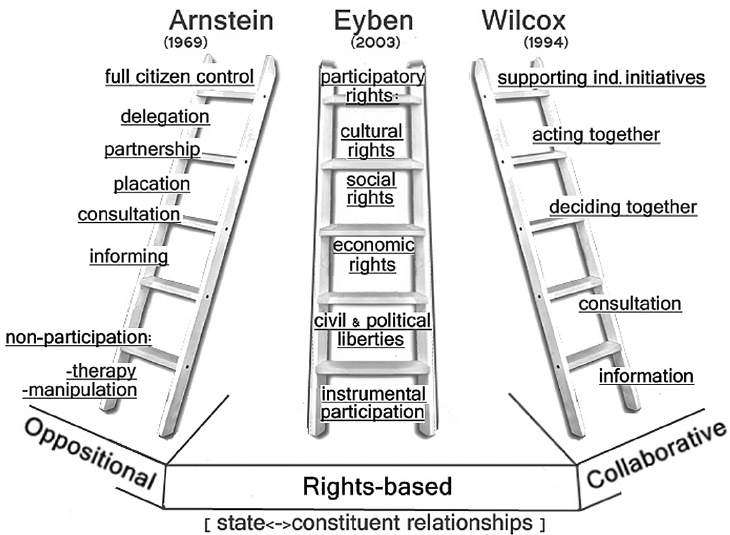 Arnstein
(1969)
full citizen control
delegation
partnership
placation
consultation
informing
non-participation:
-therapy
-manipulation
Oppositional
Eyben
(2003)
participatory
rights:
cultural
rights
social
rights
economic
rights
civil & political
liberties
instrumental
participation
Rights-based
Wilcox
(1994)
supporting ind. initiatives
acting together
deciding together
consultation
information
Collaborative
[ state<->constituent relationships ]